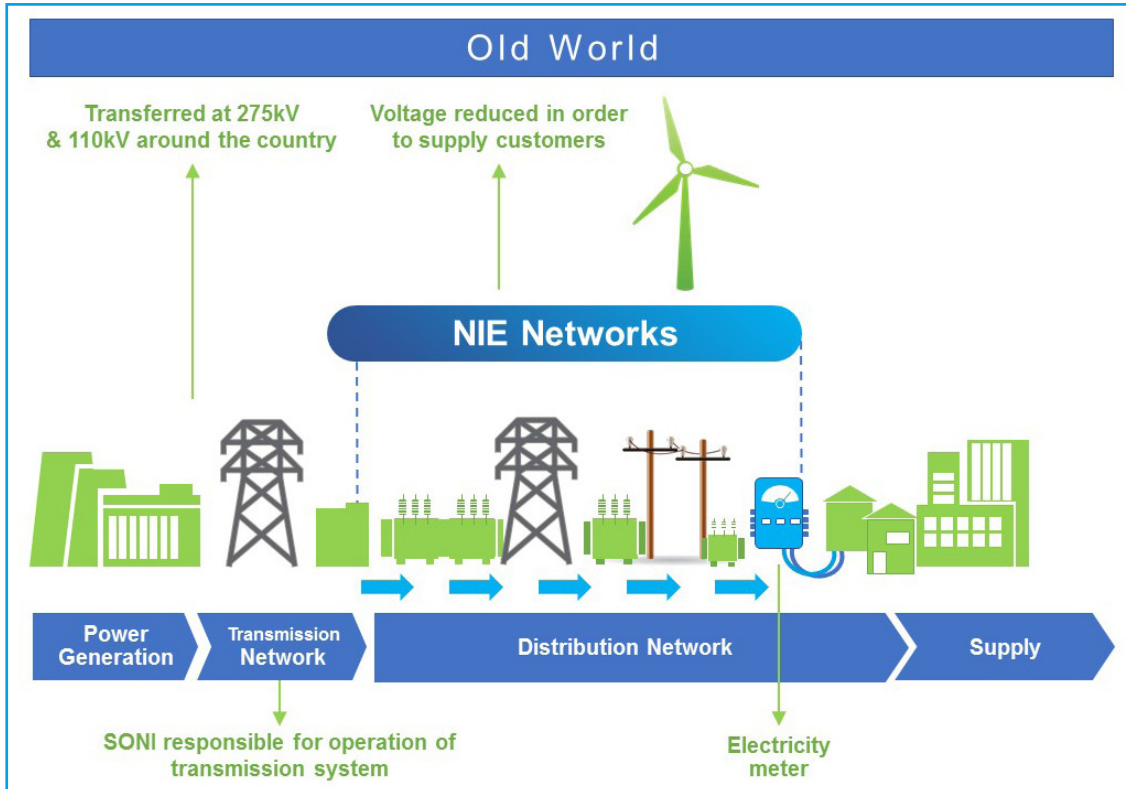 Old World
Transferred at 275kV
& 110kV around the country
Voltage reduced in order
to supply customers
NIE Networks
Power
Generation
Transmission
Network
Distribution Network
Supply
SONI responsible for operation of
transmission system
Electricity
meter